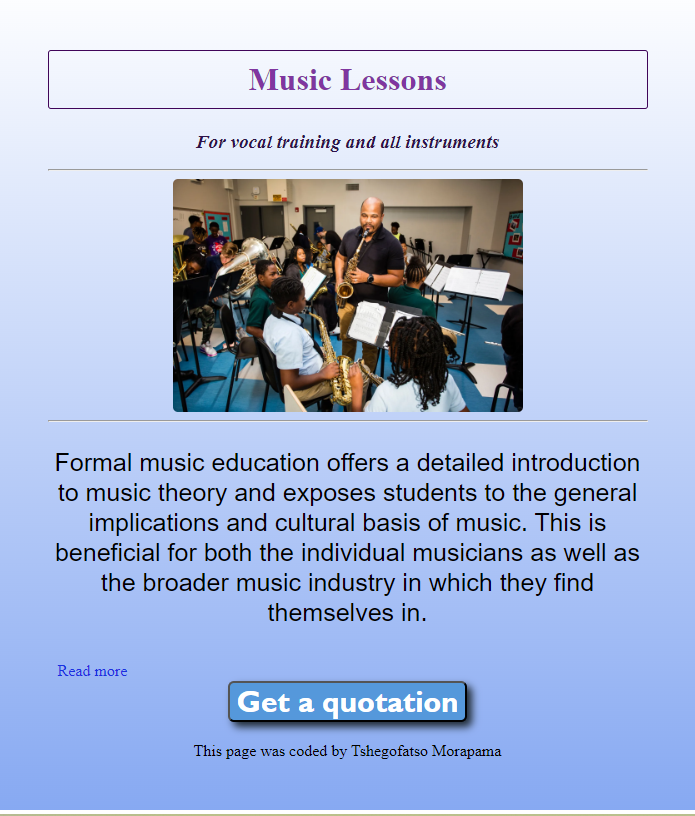 Music Lessons
For vocal training and all instruments
Formal music education offers a detailed introduction
to music theory and exposes students to the general
implications and cultural basis of music. This is
beneficial for both the individual musicians as well as
the broader music industry in which they find
themselves in.
Read more
Get a quotation
This page was coded by Tshegofatso Morapama